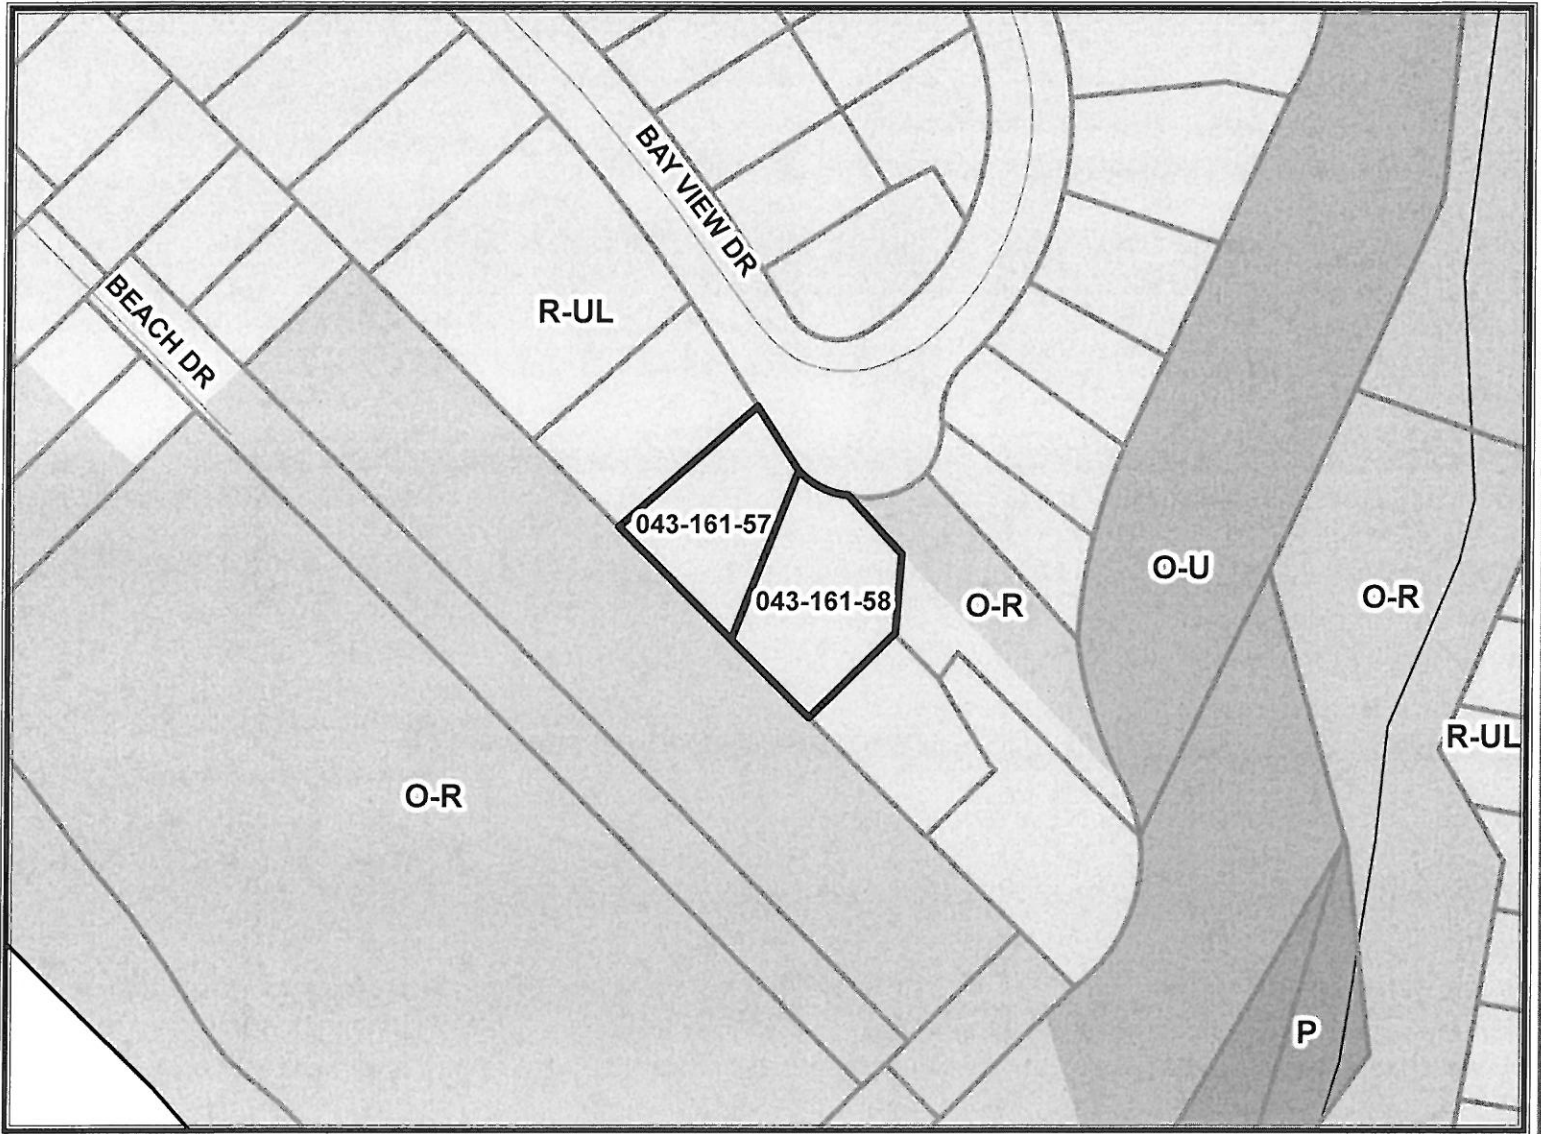 BAY VIEW DR
BEACH DR
R-UL
043-161-57
043-161-58
O-R
O-U
O-R
R-UL
O-R
P